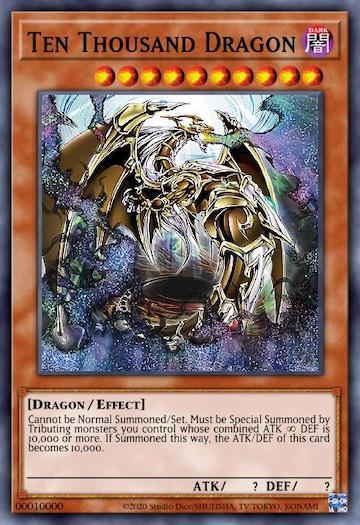 TEN THOUSAND DRAGON
DARK
闇
[DRAGON / EFFECT]
Cannot be Normal Summoned/Set. Must be Special Summoned by
Tributing monsters you control whose combined ATK ∞ DEF is
10,000 or more. If Summoned this way, the ATK/DEF of this card
becomes 10,000.
ATK/ ? DEF/ ?
00010000 ©2020 Studio Dice/SHUEISHA, TV TOKYO, KONAMI